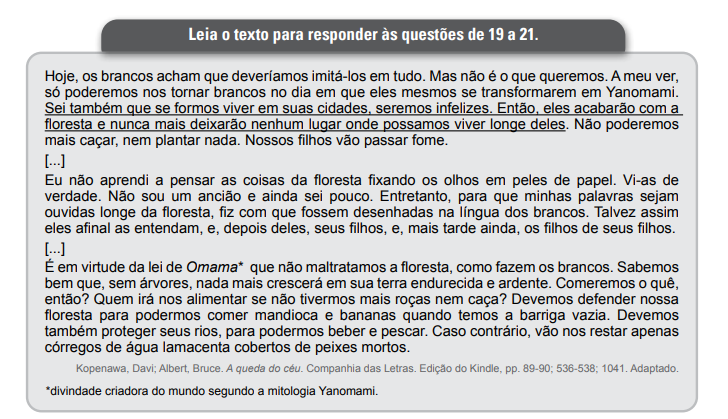 Leia o texto para responder às questões de 19 a 21.
Hoje, os brancos acham que deveríamos imitá-los em tudo. Mas não é o que queremos. A meu ver,
só poderemos nos tornar brancos no dia em que eles mesmos se transformarem em Yanomami.
Sei também que se formos viver em suas cidades, seremos infelizes. Então, eles acabarão com a
floresta e nunca mais deixarão nenhum lugar onde possamos viver longe deles. Não poderemos
mais caçar, nem plantar nada. Nossos filhos vão passar fome.
[...]
Eu não aprendi a pensar as coisas da floresta fixando os olhos em peles de papel. Vi-as de
verdade. Não sou um ancião e ainda sei pouco. Entretanto, para que minhas palavras sejam
ouvidas longe da floresta, fiz com que fossem desenhadas na língua dos brancos. Talvez assim
eles afinal as entendam, e, depois deles, seus filhos, e, mais tarde ainda, os filhos de seus filhos.
[...]
É em virtude da lei de Omama* que não maltratamos a floresta, como fazem os brancos. Sabemos
bem que, sem árvores, nada mais crescerá em sua terra endurecida e ardente. Comeremos o quê,
então? Quem irá nos alimentar se não tivermos mais roças nem caça? Devemos defender nossa
floresta para podermos comer mandioca e bananas quando temos a barriga vazia. Devemos
também proteger seus rios, para podermos beber e pescar. Caso contrário, vão nos restar apenas
córregos de água lamacenta cobertos de peixes mortos.
Kopenawa, Davi; Albert, Bruce. A queda do céu. Companhia das Letras. Edição do Kindle, pp. 89-90; 536-538; 1041. Adaptado.
*divindade criadora do mundo segundo a mitologia Yanomami.